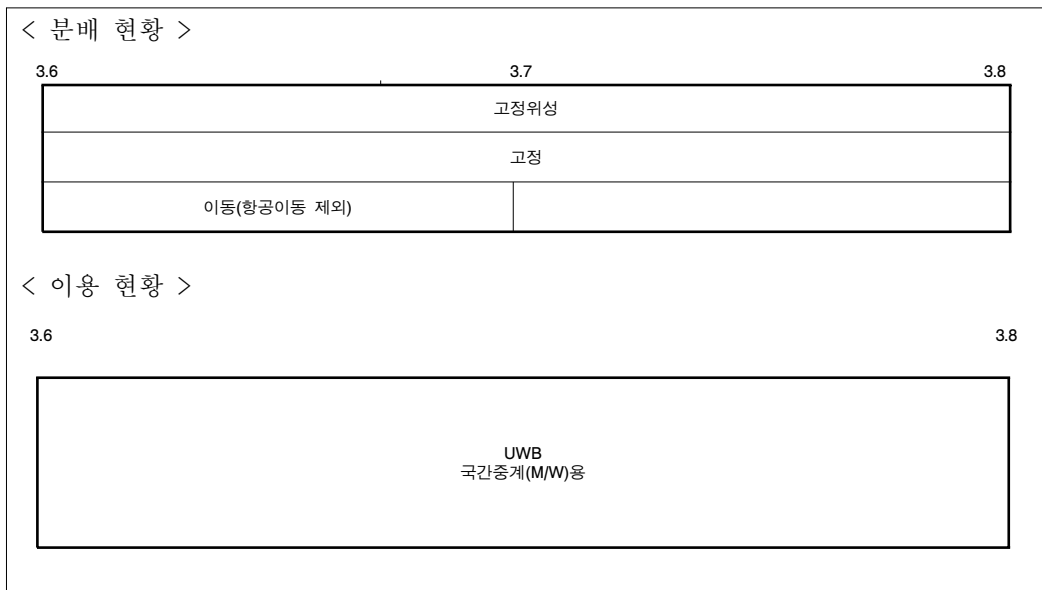 < 분배 현황 >
3.6 3.7 3.8
고정위성
고정
이동(항공이동 제외)
< 이용 현황 >
3.6 3.8
UWB
국간중계(M/W)용